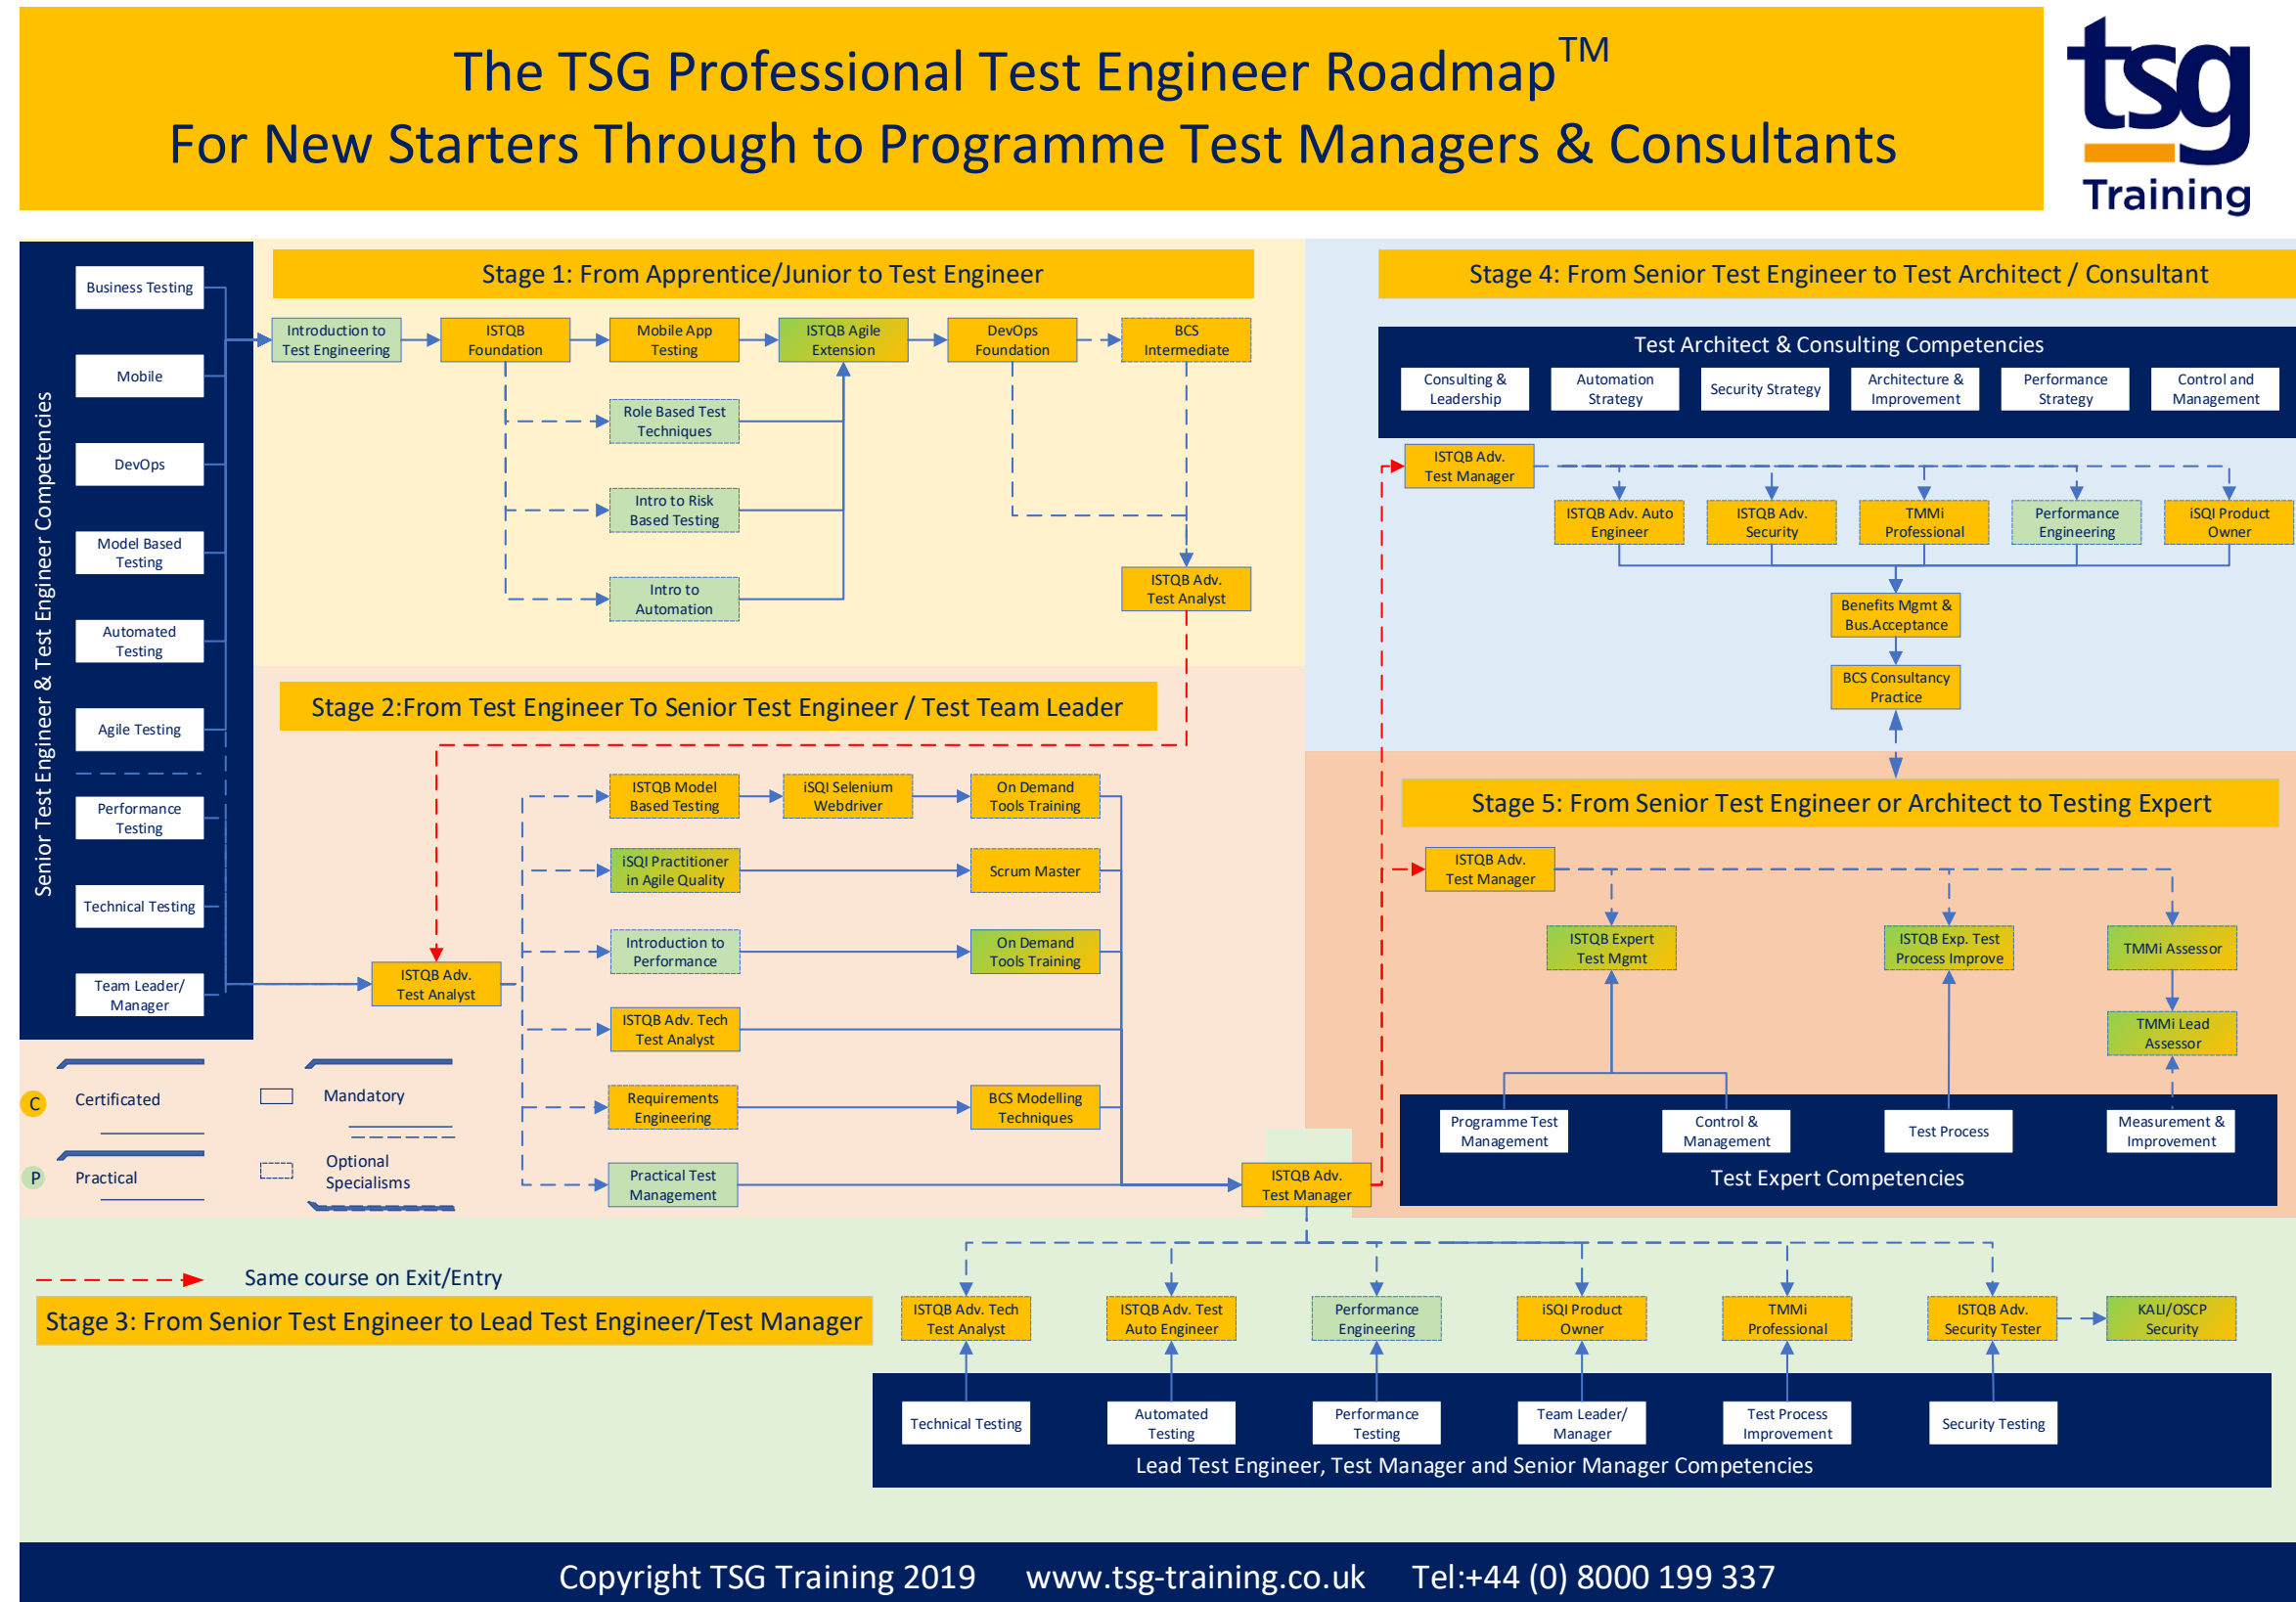 The TSG Professional Test Engineer Roadmap™
For New Starters Through to Programme Test Managers & Consultants
tsg
Training
Senior Test Engineer & Test Engineer Competencies
Business Testing
Mobile
DevOps
Model Based
Testing
Automated
Testing
Agile Testing
Performance
Testing
Technical Testing
Team Leader/
Manager
Stage 1: From Apprentice/Junior to Test Engineer
Introduction to
Test Engineering
ISTQB
Foundation
Mobile App
Testing
ISTQB Agile
Extension
DevOps
Foundation
BCS
Intermediate
Role Based Test
Techniques
Intro to Risk
Based Testing
Intro to
Automation
ISTQB Adv.
Test Analyst
Stage 2:From Test Engineer To Senior Test Engineer / Test Team Leader
ISTQB Model
Based Testing
iSQI Selenium
Webdriver
On Demand
Tools Training
iSQI Practitioner
in Agile Quality
Scrum Master
Introduction to
Performance
On Demand
Tools Training
ISTQB Adv.
Test Analyst
ISTQB Adv. Tech
Test Analyst
Requirements
Engineering
BCS Modelling
Techniques
Practical Test
Management
ISTQB Adv.
Test Manager
C
Certificated
Mandatory
P
Practical
Optional
Specialisms
Same course on Exit/Entry
Stage 3: From Senior Test Engineer to Lead Test Engineer/Test Manager
ISTQB Adv. Tech
Test Analyst
ISTQB Adv. Test
Auto Engineer
Performance
Engineering
iSQI Product
Owner
TMMi
Professional
ISTQB Adv.
Security Tester
KALI/OSCP
Security
Technical Testing
Automated
Testing
Performance
Testing
Team Leader/
Manager
Test Process
Improvement
Security Testing
Lead Test Engineer, Test Manager and Senior Manager Competencies
Stage 4: From Senior Test Engineer to Test Architect / Consultant
Test Architect & Consulting Competencies
Consulting &
Leadership
Automation
Strategy
Security Strategy
Architecture &
Improvement
Performance
Strategy
Control and
Management
ISTQB Adv.
Test Manager
ISTQB Adv. Auto
Engineer
ISTQB Adv.
Security
TMMi
Professional
Performance
Engineering
iSQI Product
Owner
Benefits Mgmt &
Bus.Acceptance
BCS Consultancy
Practice
Stage 5: From Senior Test Engineer or Architect to Testing Expert
ISTQB Adv.
Test Manager
ISTQB Expert
Test Mgmt
ISTQB Exp. Test
Process Improve
TMMi Assessor
TMMi Lead
Assessor
Programme Test
Management
Control &
Management
Test Process
Measurement &
Improvement
Test Expert Competencies
Copyright TSG Training 2019 www.tsg-training.co.uk Tel:+44 (0) 8000 199 337